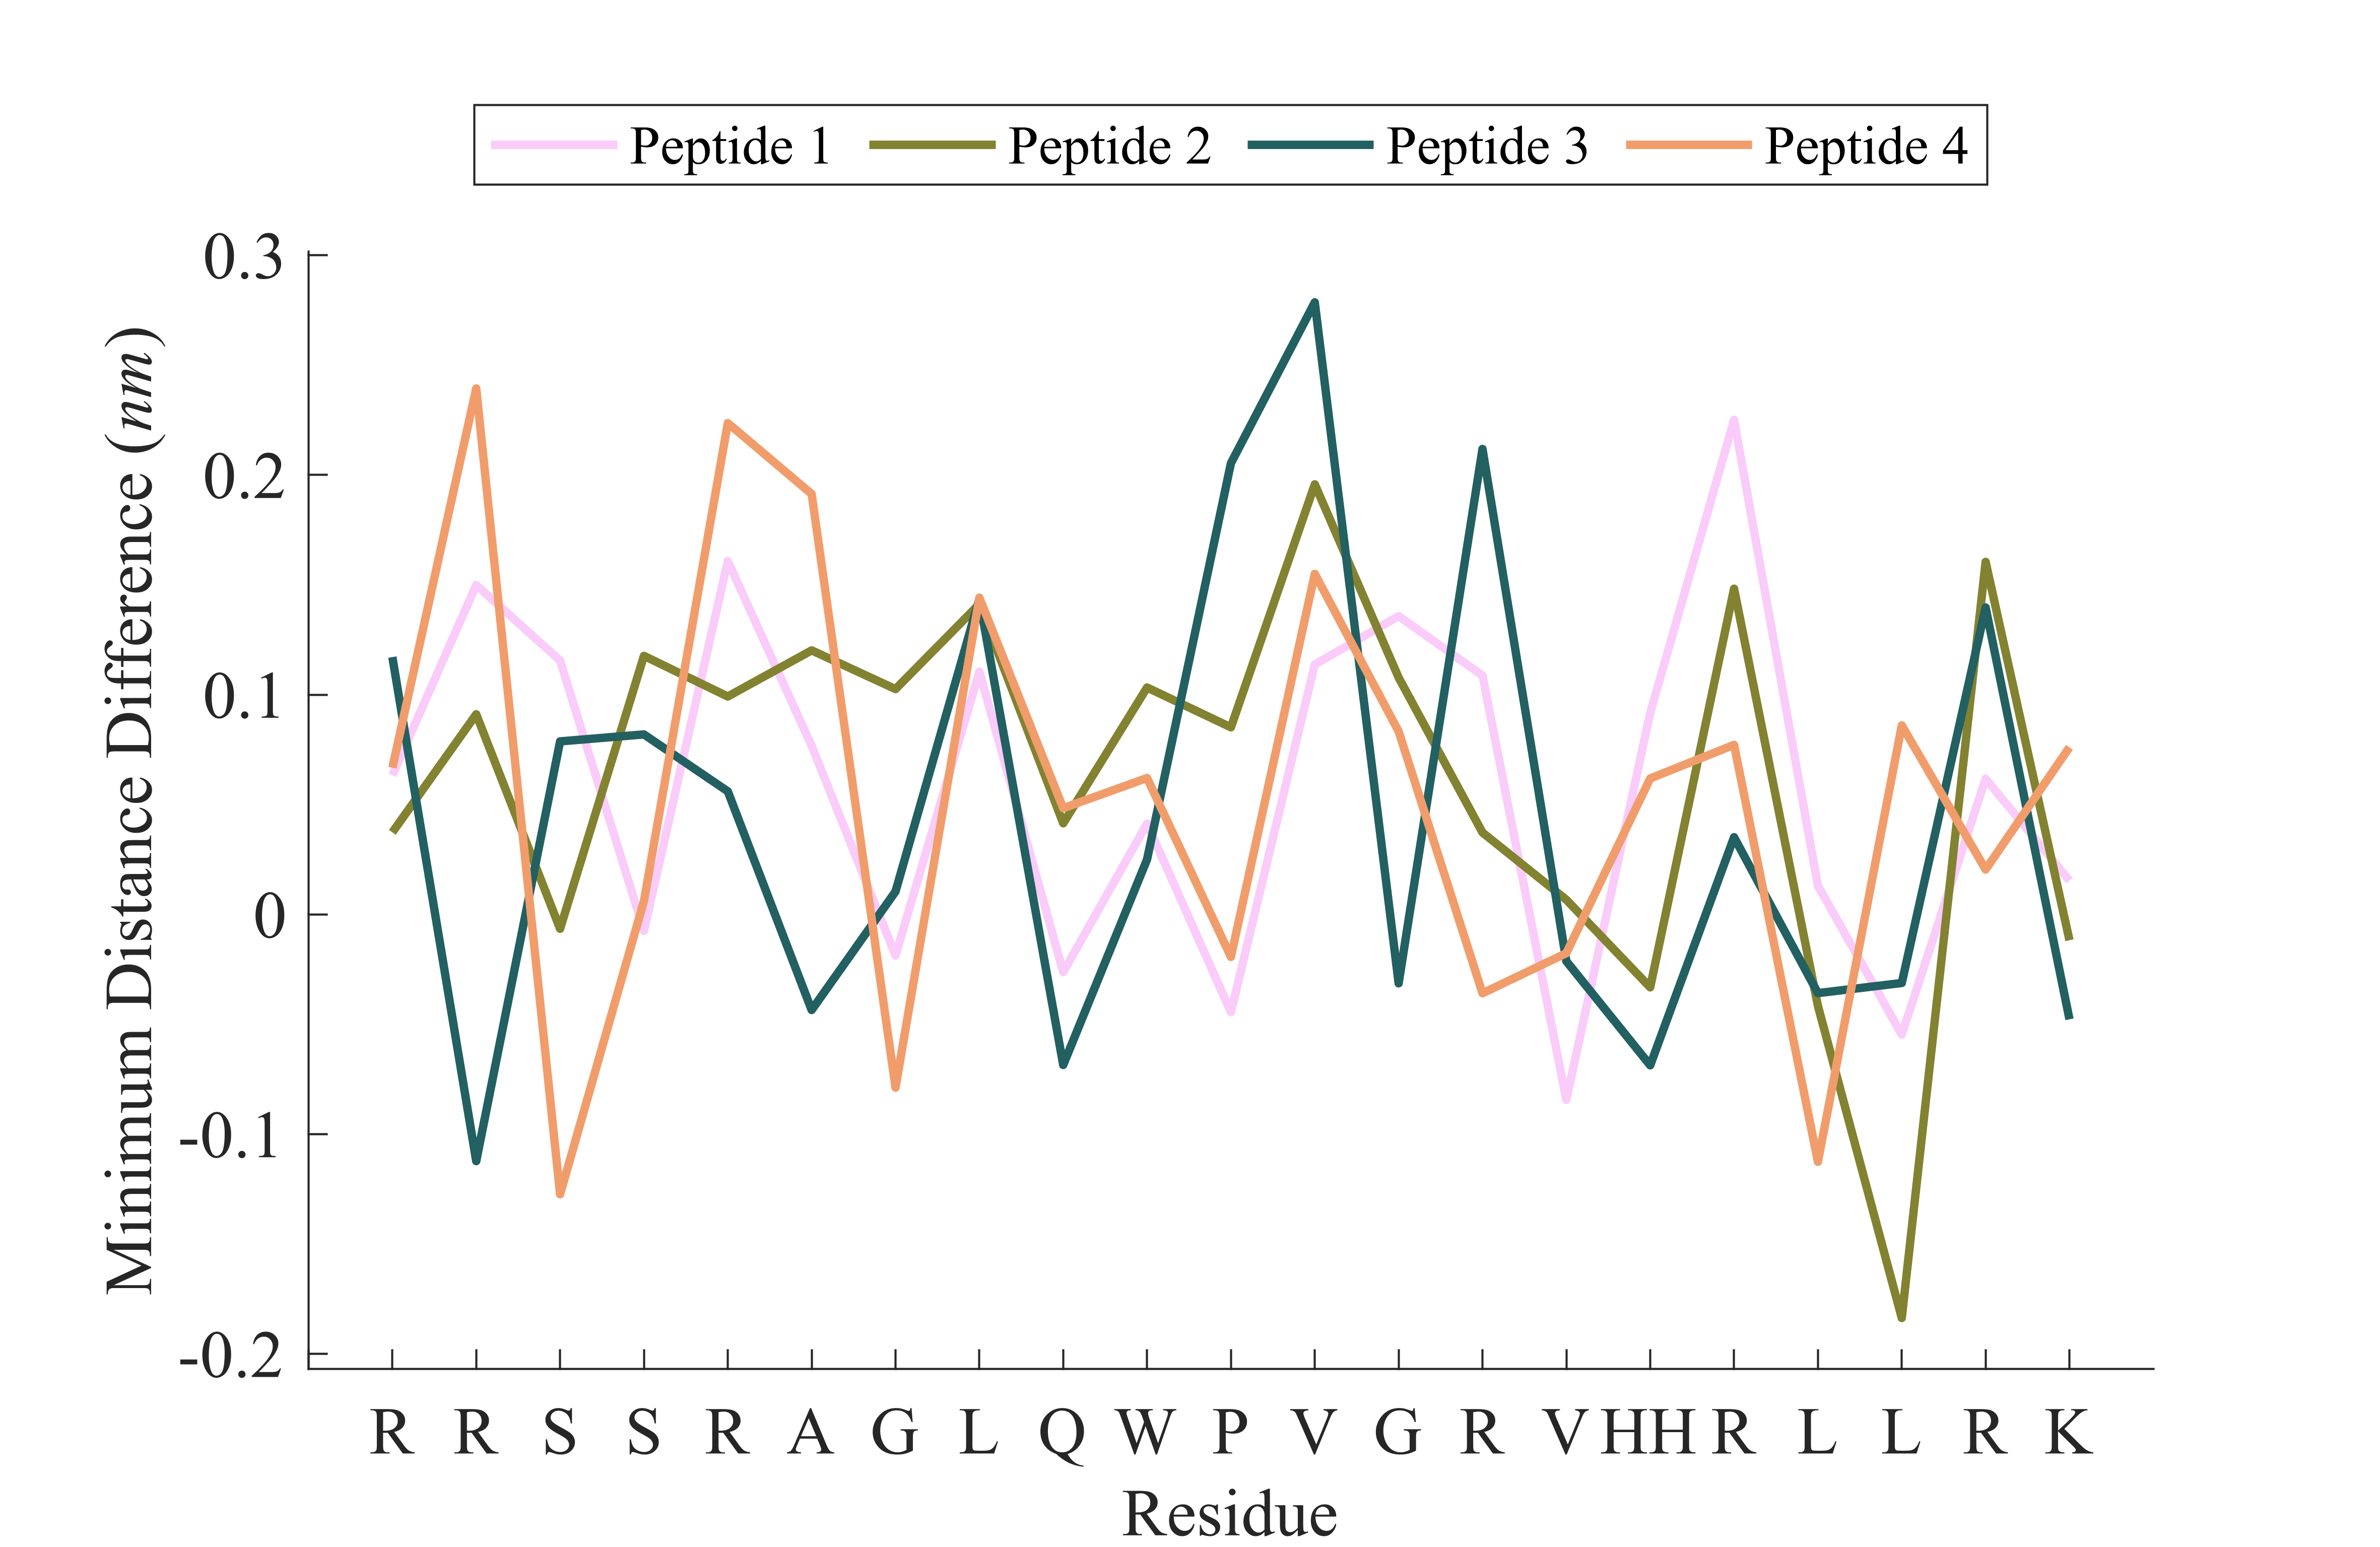 Peptide 1 Peptide 2 Peptide 3 Peptide 4
0.3
0.2
0.1
0
-0.1
-0.2
Minimum Distance Difference (nm)
R R S S R A G L Q W P V G R V HH R L L R K
Residue